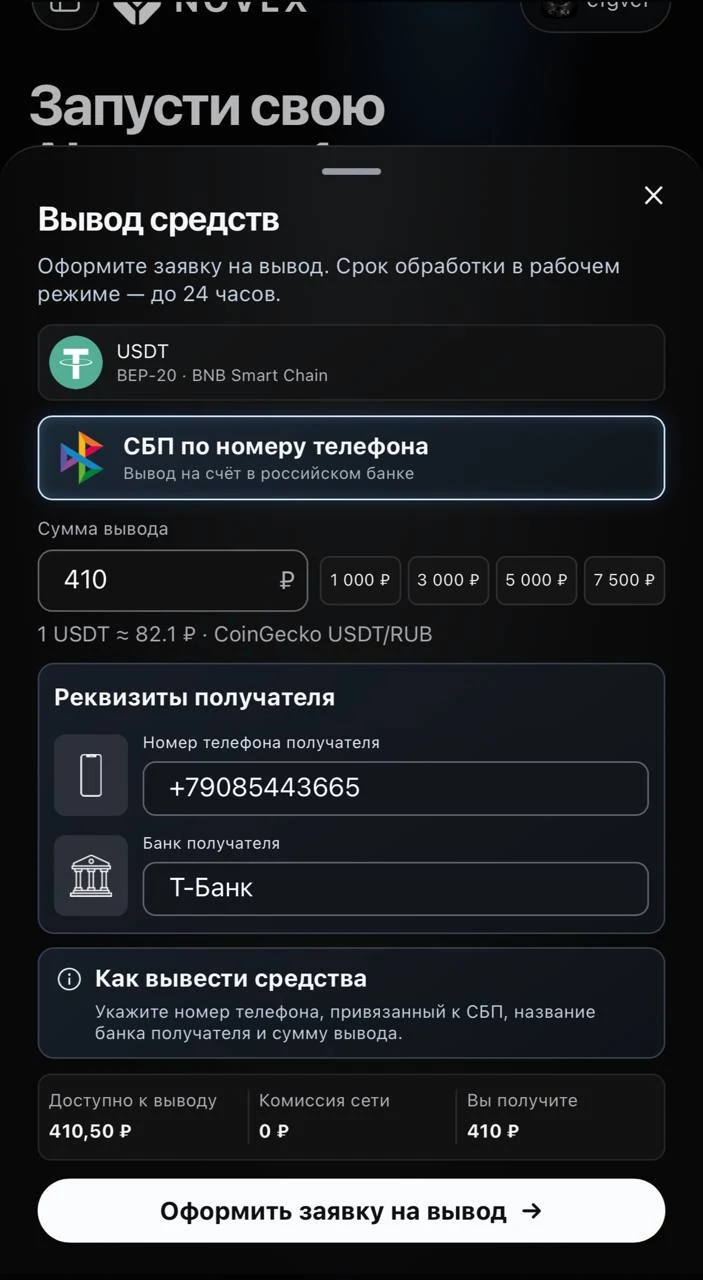 NOVEX
Запусти свою
Вывод средств
Оформите заявку на вывод. Срок обработки в рабочем
режиме — до 24 часов.
USDT
BEP-20 · BNB Smart Chain
СБП по номеру телефона
Вывод на счёт в российском банке
Сумма вывода
410 ₽ 1 000 ₽ 3 000 ₽ 5 000 ₽ 7 500 ₽
1 USDT ≈ 82.1 ₽ · CoinGecko USDT/RUB
Реквизиты получателя
Номер телефона получателя
+79085443665
Банк получателя
Т-Банк
Как вывести средства
Укажите номер телефона, привязанный к СБП, название
банка получателя и сумму вывода.
Доступно к выводу Комиссия сети Вы получите
410,50 ₽ 0 ₽ 410 ₽
Оформить заявку на вывод →